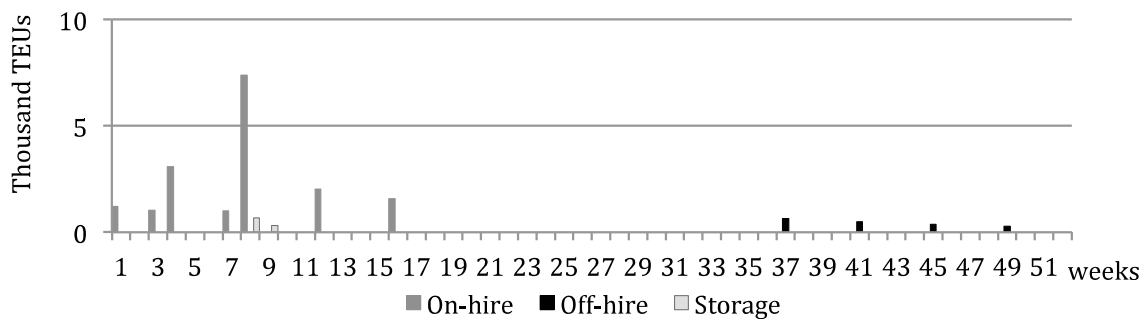 10
Thousand TEUs
5
0
1 3 5 7 9 11 13 15 17 19 21 23 25 27 29 31 33 35 37 39 41 43 45 47 49 51 weeks
On-hire Off-hire Storage